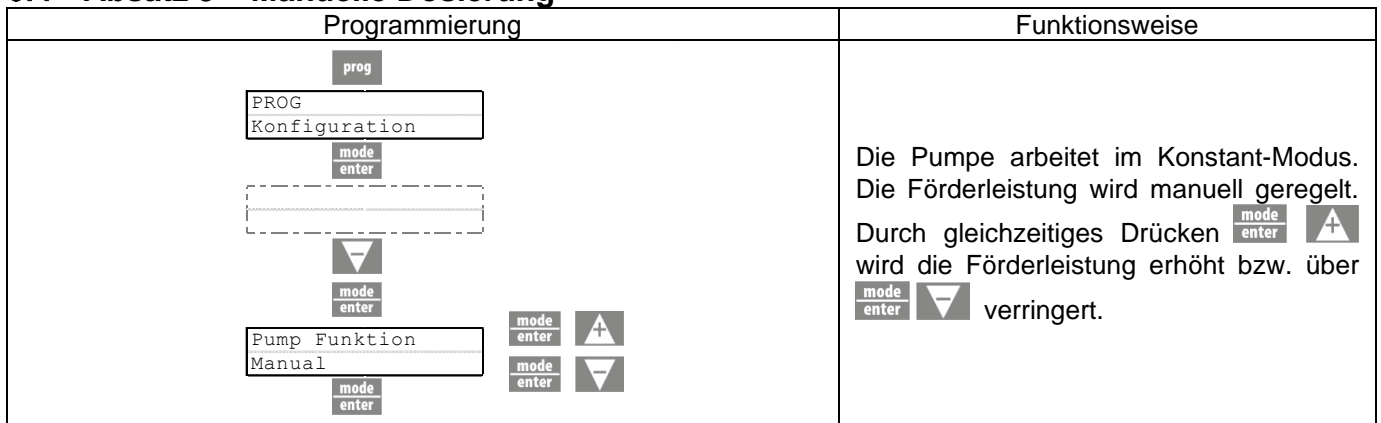 Programmierung
Funktionsweise
prog
PROG
Konfiguration
mode
enter
mode
enter
Pump Funktion
Manual
mode
enter
mode
enter
mode
enter
Die Pumpe arbeitet im Konstant-Modus.
Die Förderleistung wird manuell geregelt.
Durch gleichzeitiges Drücken mode enter +
wird die Förderleistung erhöht bzw. über
mode enter − verringert.